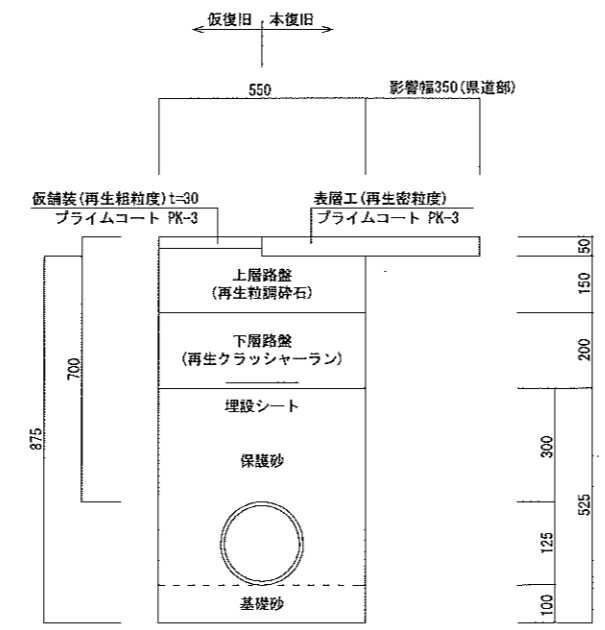 仮復旧 本復旧
550
影響幅350(県道部)
仮舗装(再生粗粒度)t=30
プライムコート PK-3
表層工(再生密粒度)
プライムコート PK-3
50
上層路盤
(再生粒調砕石)
150
下層路盤
(再生クラッシャーラン)
200
700
埋設シート
875
保護砂
300
525
125
基礎砂
100